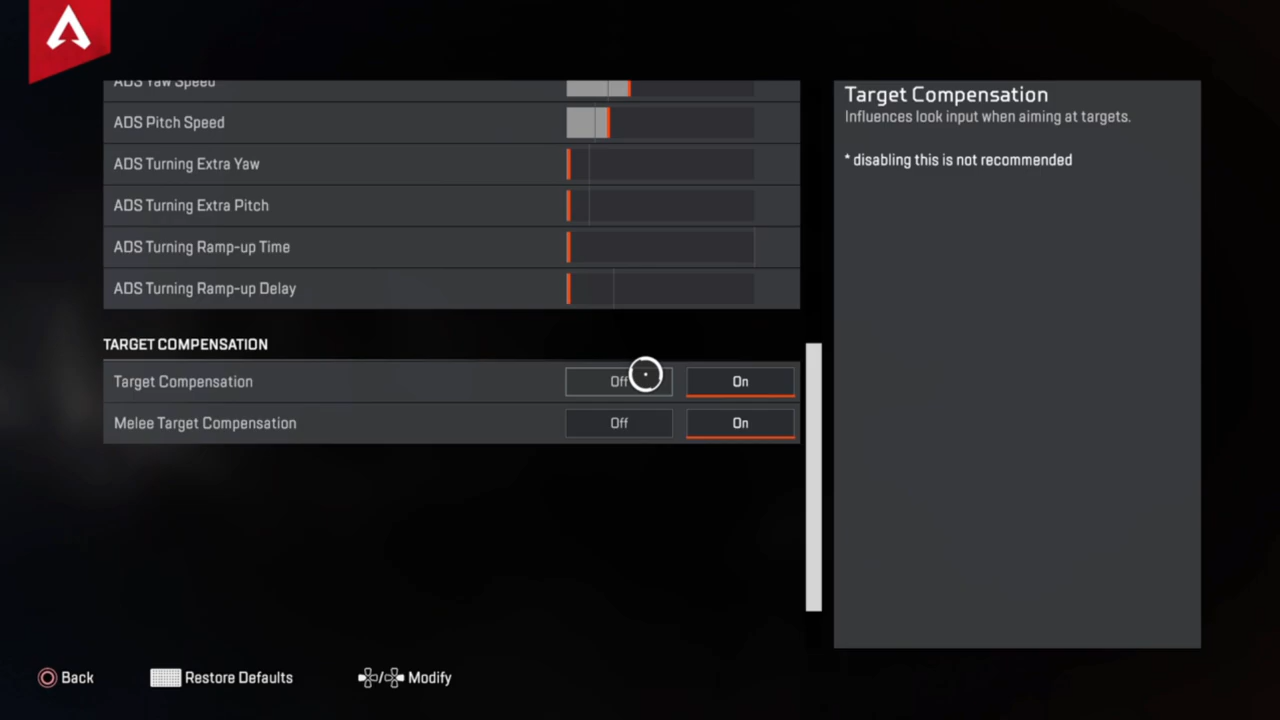 ADS Yaw Speed
ADS Pitch Speed
ADS Turning Extra Yaw
ADS Turning Extra Pitch
ADS Turning Ramp-up Time
ADS Turning Ramp-up Delay
TARGET COMPENSATION
Target Compensation Off On
Melee Target Compensation Off On
Target Compensation
Influences look input when aiming at targets.
* disabling this is not recommended
Back Restore Defaults / Modify